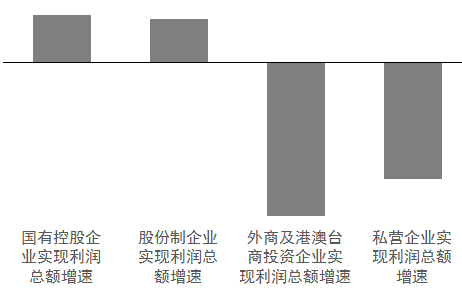 国有控股企
业实现利润
总额增速
股份制企业
实现利润总
额增速
外商及港澳台
商投资企业实
现利润总额增速
私营企业实
现利润总额
增速